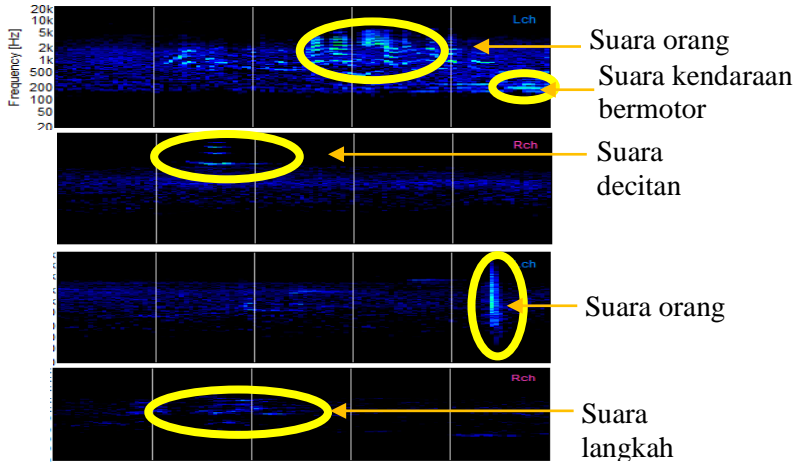 20k
10k
5k
2k
1k
500
200
100
50
20
Frequency [Hz]
Lch
Suara orang
Suara kendaraan
bermotor
Rch
Suara
decitan
ch
Suara orang
Rch
Suara
langkah